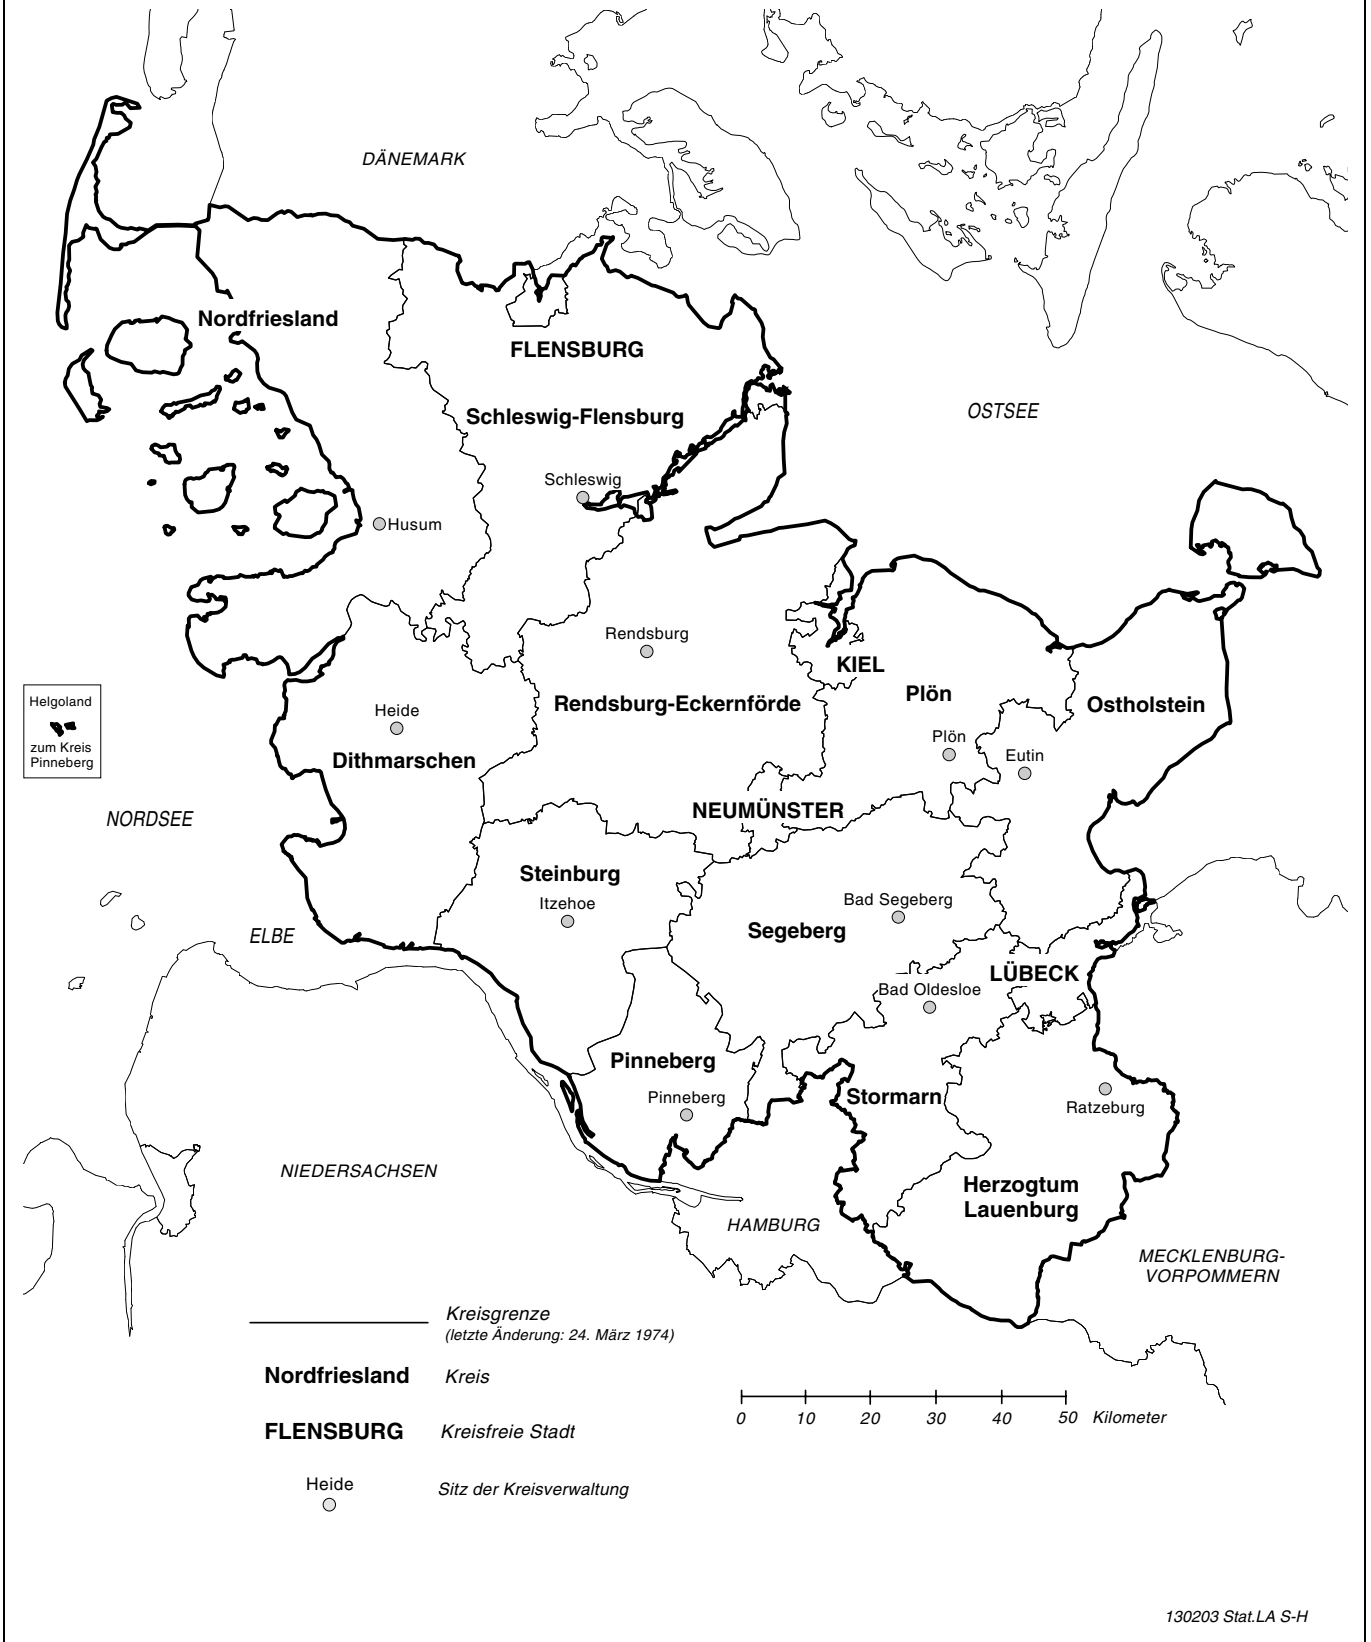 DÄNEMARK
Nordfriesland
FLENSBURG
Schleswig-Flensburg
OSTSEE
Schleswig
Husum
Rendsburg
KIEL
Helgoland
zum Kreis
Pinneberg
Heide
Dithmarschen
Rendsburg-Eckernförde
Plön
Ostholstein
Plön
Eutin
NORDSEE
NEUMÜNSTER
Steinburg
Itzehoe
Bad Segeberg
Segeberg
ELBE
LÜBECK
Bad Oldesloe
Pinneberg
Pinneberg
Stormarn
Ratzeburg
NIEDERSACHSEN
Herzogtum
Lauenburg
HAMBURG
MECKLENBURG-
VORPOMMERN
Kreisgrenze
(letzte Änderung: 24. März 1974)
Nordfriesland Kreis
FLENSBURG Kreisfreie Stadt
Heide Sitz der Kreisverwaltung
0 10 20 30 40 50 Kilometer
130203 Stat.LA S-H